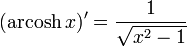 (arcosh x)′ = 1/√(x² − 1)